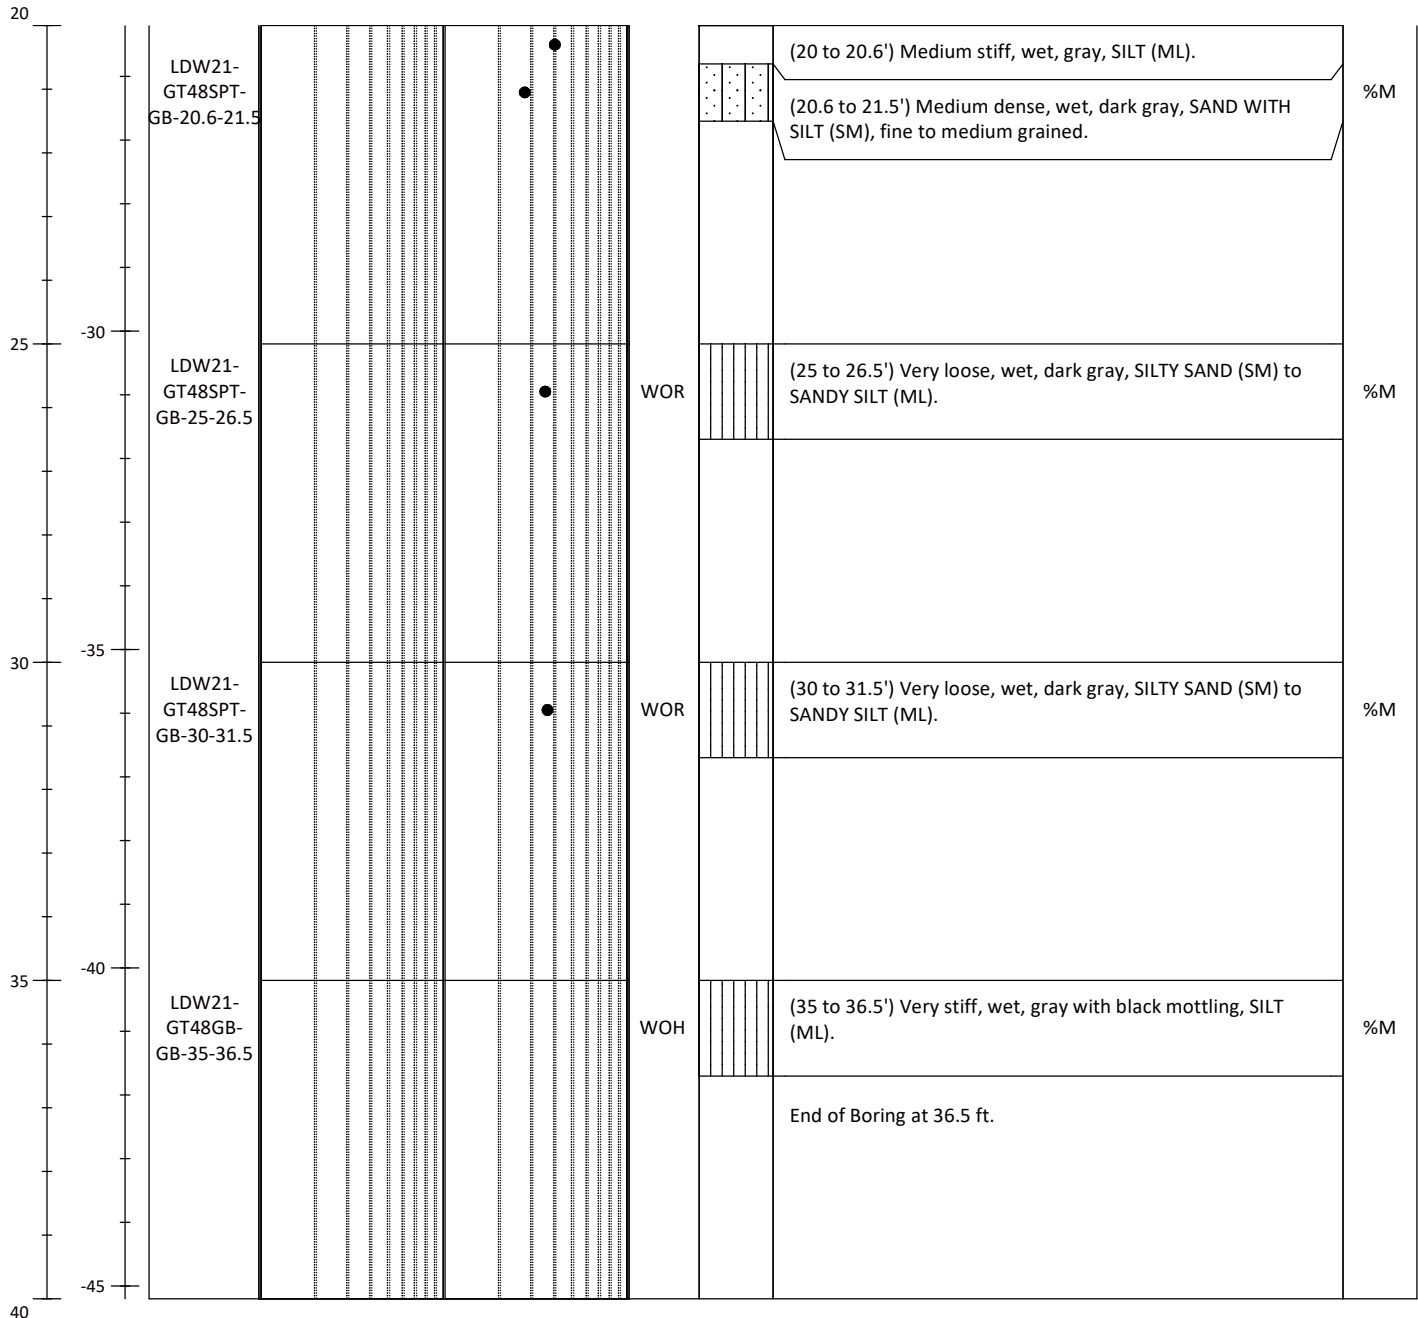 20
LDW21-
GT48SPT-
GB-20.6-21.5
(20 to 20.6') Medium stiff, wet, gray, SILT (ML).
(20.6 to 21.5') Medium dense, wet, dark gray, SAND WITH
SILT (SM), fine to medium grained.
%M
-30
25
LDW21-
GT48SPT-
GB-25-26.5
WOR
(25 to 26.5') Very loose, wet, dark gray, SILTY SAND (SM) to
SANDY SILT (ML).
%M
-35
30
LDW21-
GT48SPT-
GB-30-31.5
WOR
(30 to 31.5') Very loose, wet, dark gray, SILTY SAND (SM) to
SANDY SILT (ML).
%M
-40
35
LDW21-
GT48GB-
GB-35-36.5
WOH
(35 to 36.5') Very stiff, wet, gray with black mottling, SILT
(ML).
%M
End of Boring at 36.5 ft.
-45
40